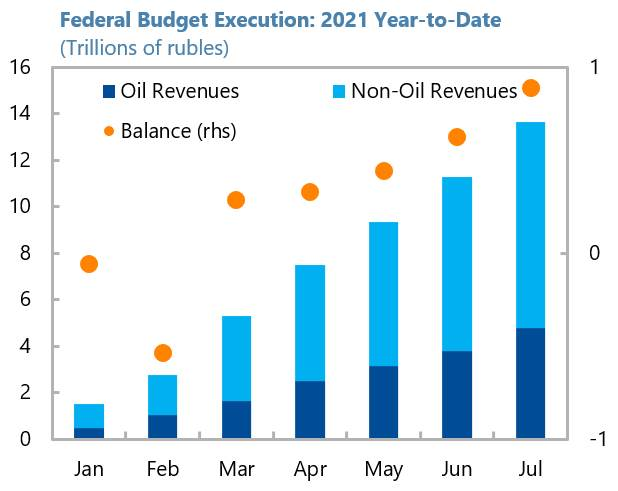 Federal Budget Execution: 2021 Year-to-Date
(Trillions of rubles)
16 1
Oil Revenues Non-Oil Revenues
14
Balance (rhs)
12
10
8 0
6
4
2
0 -1
Jan Feb Mar Apr May Jun Jul